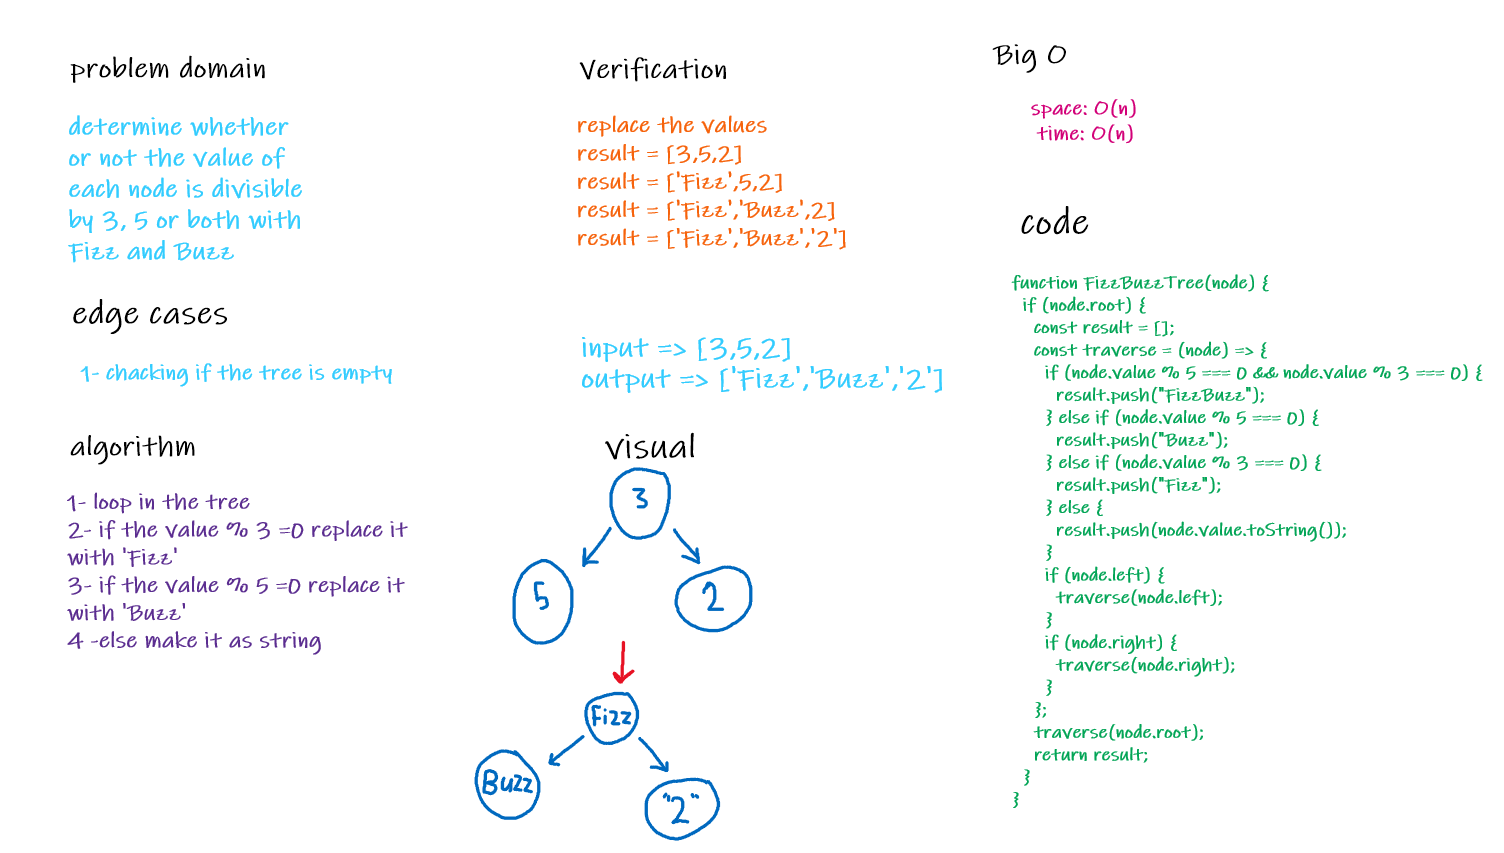 problem domain
determine whether
or not the value of
each node is divisible
by 3, 5 or both with
Fizz and Buzz
edge cases
1- chacking if the tree is empty
algorithm
1- loop in the tree
2- if the value % 3 =0 replace it
with 'Fizz'
3- if the value % 5 =0 replace it
with 'Buzz'
4 -else make it as string
Verification
replace the values
result = [3,5,2]
result = ['Fizz',5,2]
result = ['Fizz','Buzz',2]
result = ['Fizz','Buzz','2']
input => [3,5,2]
output => ['Fizz','Buzz','2']
visual
3
5
2
Fizz
Buzz
"2"
Big O
space: O(n)
time: O(n)
code
function FizzBuzzTree(node) {
if (node.root) {
const result = [];
const traverse = (node) => {
if (node.value % 5 === 0 && node.value % 3 === 0) {
result.push("FizzBuzz");
} else if (node.value % 5 === 0) {
result.push("Buzz");
} else if (node.value % 3 === 0) {
result.push("Fizz");
} else {
result.push(node.value.toString());
}
if (node.left) {
traverse(node.left);
}
if (node.right) {
traverse(node.right);
}
};
traverse(node.root);
return result;
}
}